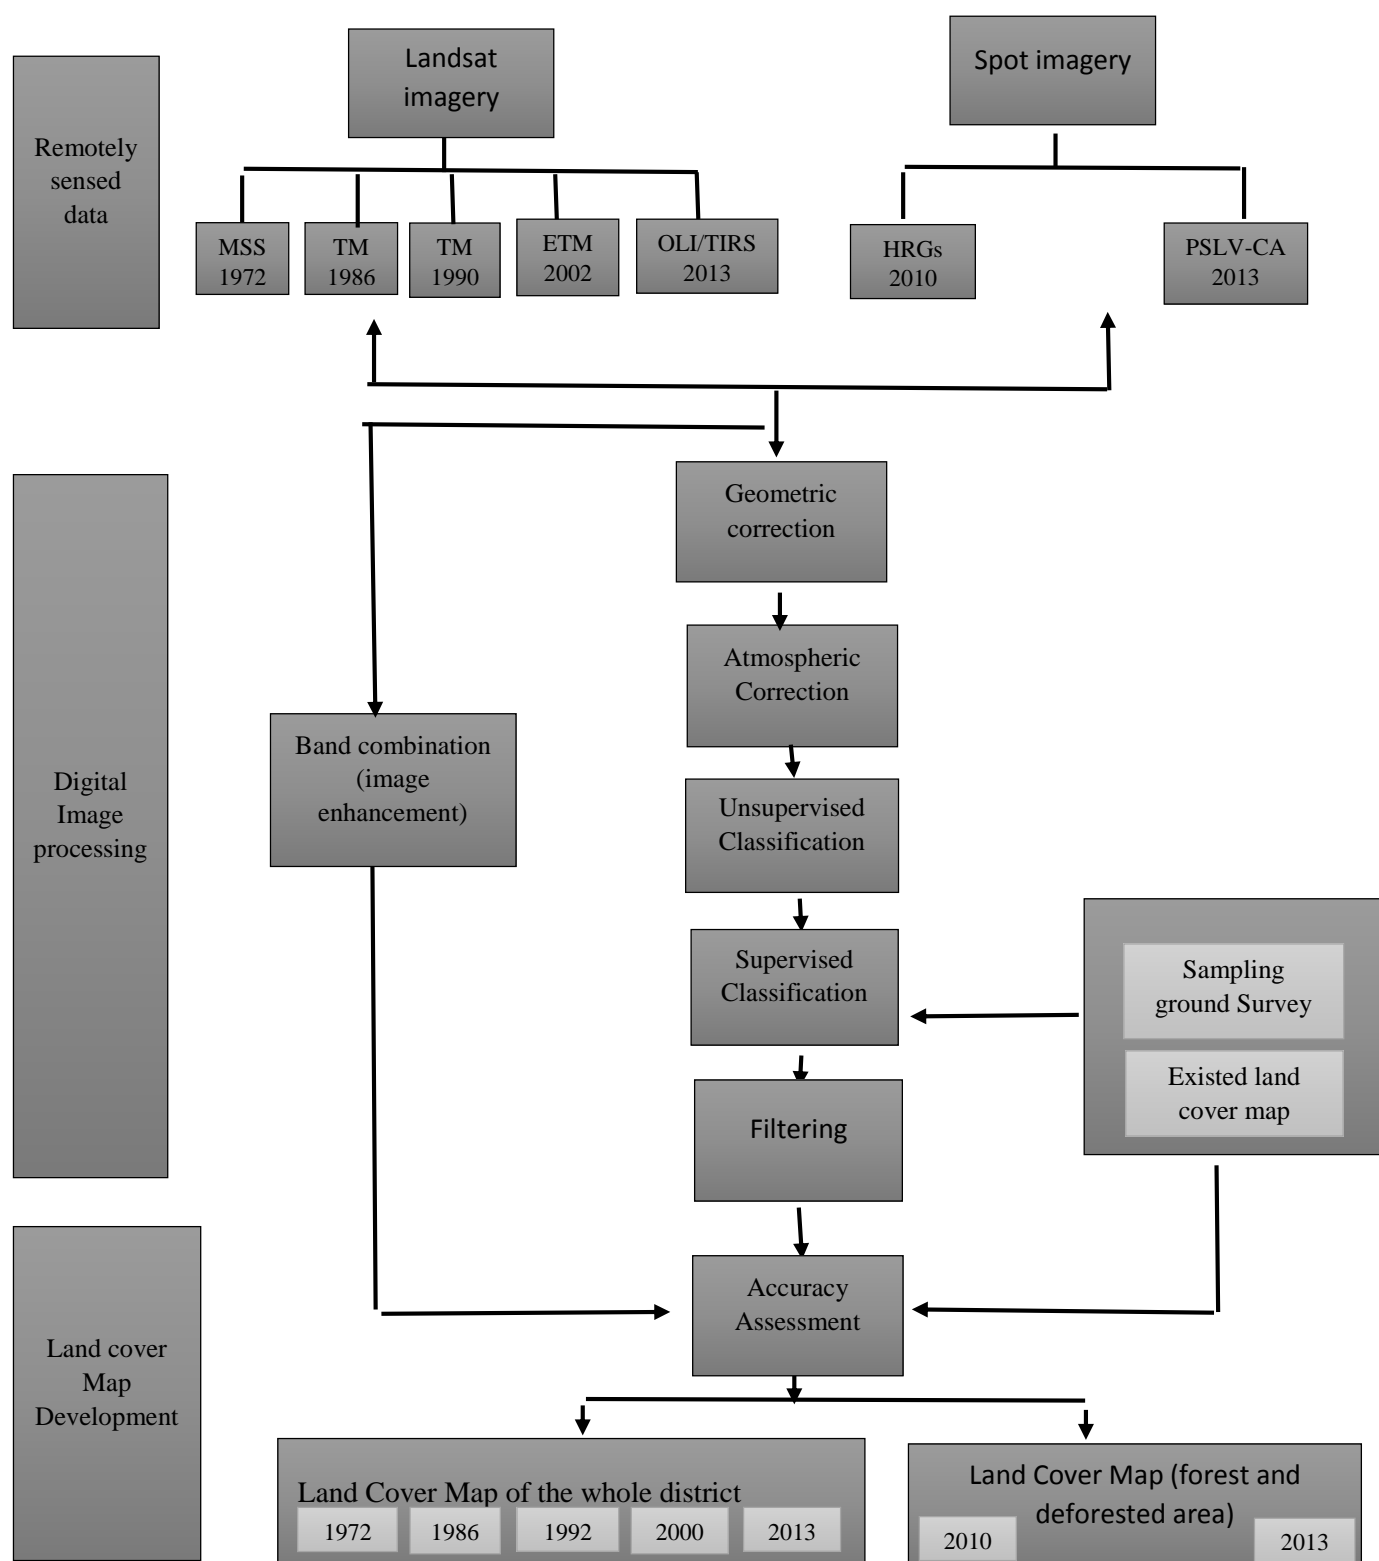 Landsat
imagery
Spot imagery
Remotely
sensed
data
MSS
1972
TM
1986
TM
1990
ETM
2002
OLI/TIRS
2013
HRGs
2010
PSLV-CA
2013
Geometric
correction
Atmospheric
Correction
Band combination
(image
enhancement)
Digital
Image
processing
Unsupervised
Classification
Supervised
Classification
Sampling
ground Survey
Existed land
cover map
Filtering
Accuracy
Assessment
Land cover
Map
Development
Land Cover Map of the whole district
1972
1986
1992
2000
2013
Land Cover Map (forest and
deforested area)
2010
2013